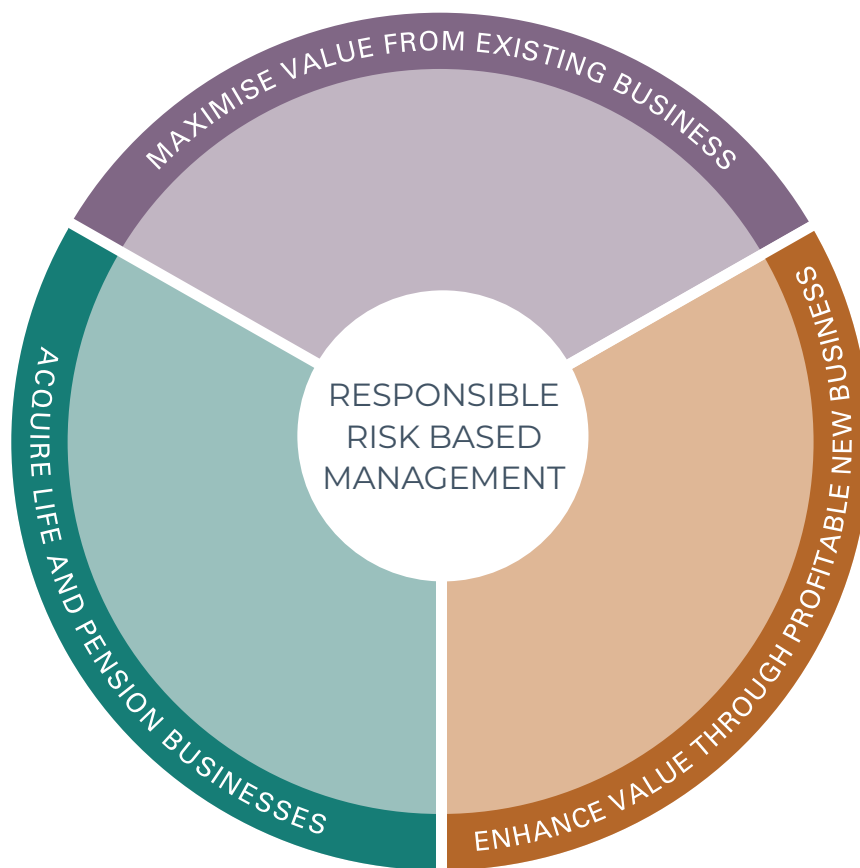 MAXIMISE VALUE FROM EXISTING BUSINESS
RESPONSIBLE
RISK BASED
MANAGEMENT
ACQUIRE LIFE AND PENSION BUSINESSES
ENHANCE VALUE THROUGH PROFITABLE NEW BUSINESS